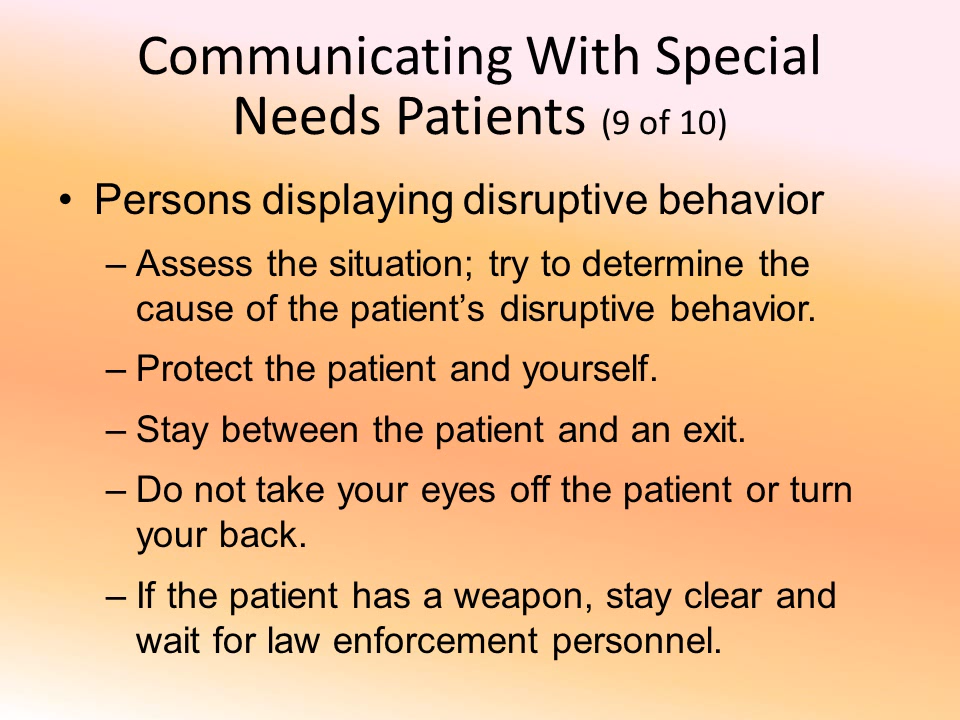 Communicating With Special
Needs Patients (9 of 10)
• Persons displaying disruptive behavior
– Assess the situation; try to determine the
cause of the patient’s disruptive behavior.
– Protect the patient and yourself.
– Stay between the patient and an exit.
– Do not take your eyes off the patient or turn
your back.
– If the patient has a weapon, stay clear and
wait for law enforcement personnel.